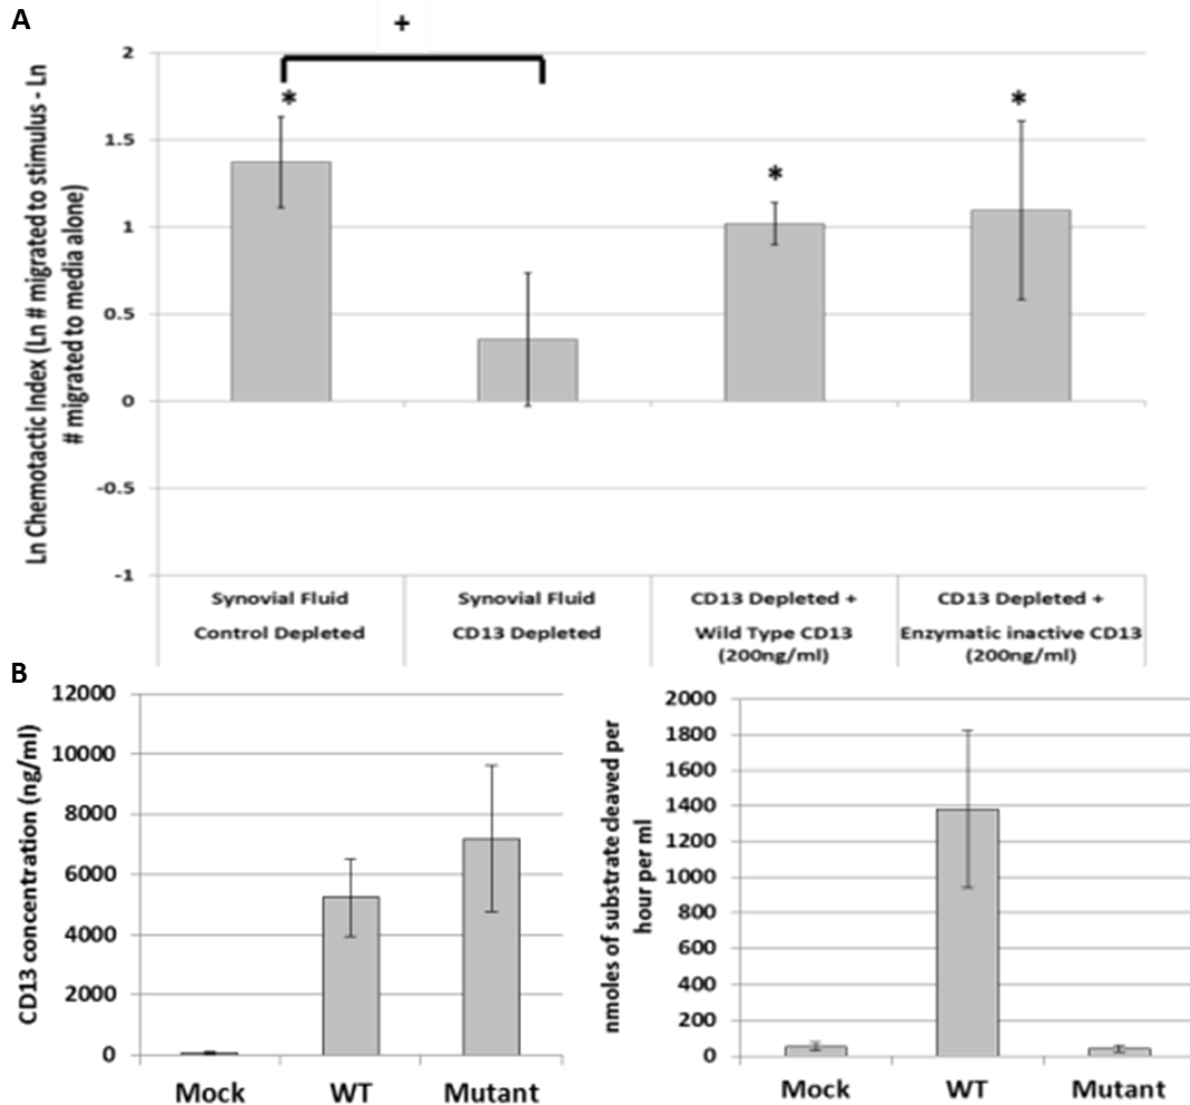 A
+
Ln Chemotactic Index (Ln # migrated to stimulus - Ln
# migrated to media alone)
2
1.5
1
0.5
0
-0.5
-1
*
*
*
Synovial Fluid
Control Depleted
Synovial Fluid
CD13 Depleted
CD13 Depleted +
Wild Type CD13
(200ng/ml)
CD13 Depleted +
Enzymatic inactive CD13
(200ng/ml)
B
CD13 concentration (ng/ml)
12000
10000
8000
6000
4000
2000
0
Mock
WT
Mutant
nmoles of substrate cleaved per
hour per ml
2000
1800
1600
1400
1200
1000
800
600
400
200
0
Mock
WT
Mutant